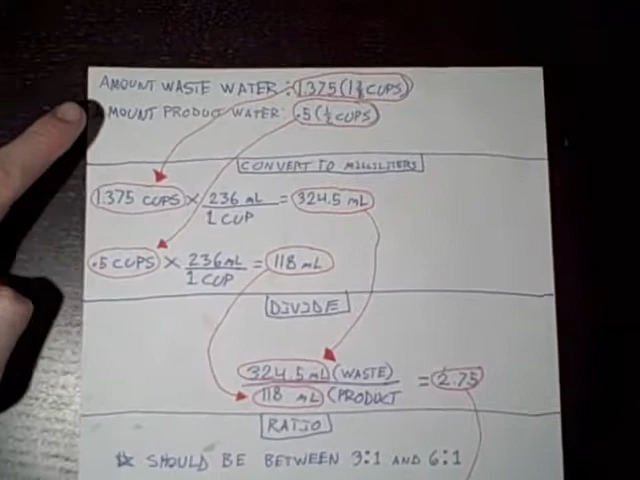 AMOUNT WASTE WATER: 1.375 (1⅜ CUPS)
AMOUNT PRODUCT WATER: .5 (½ CUPS)
CONVERT TO MILLILITERS
1.375 CUPS × 236 mL / 1 CUP = 324.5 mL
.5 CUPS × 236 mL / 1 CUP = 118 mL
DIVIDE
324.5 mL (WASTE) / 118 mL (PRODUCT = 2.75
RATIO
SHOULD BE BETWEEN 3:1 AND 6:1